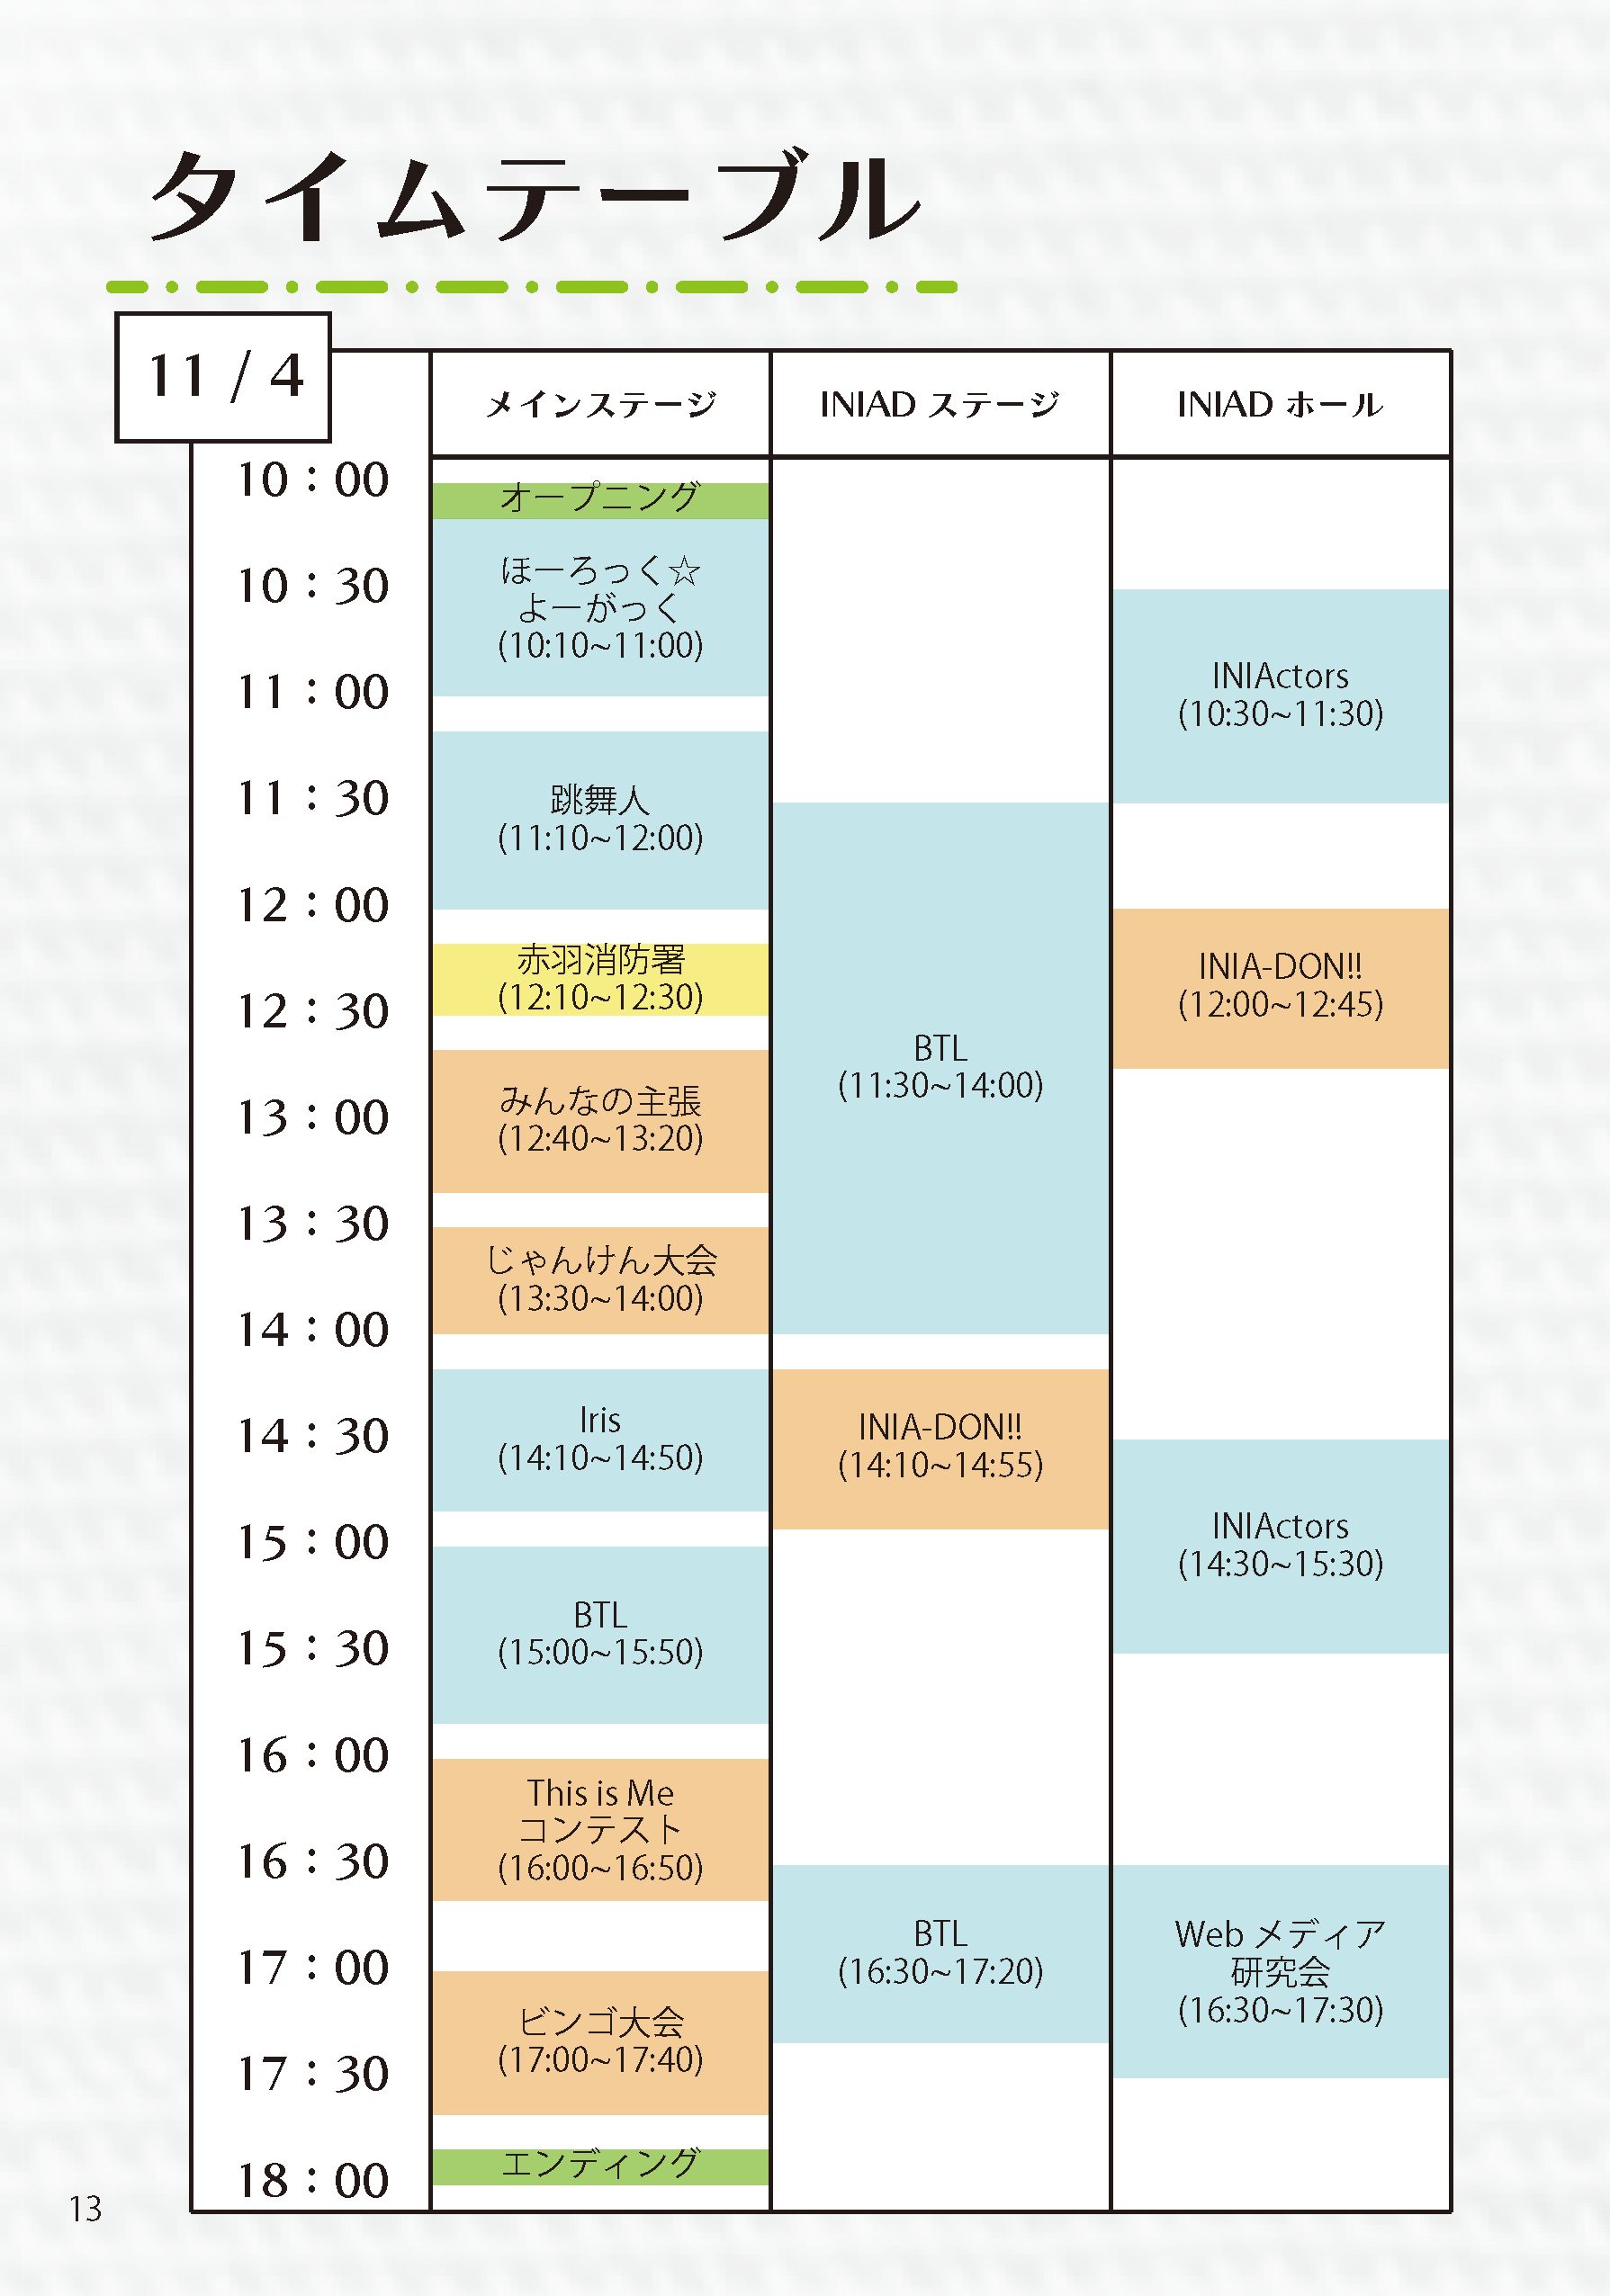 タイムテーブル
11 / 4
メインステージ
INIAD ステージ
INIAD ホール
10:00
10:30
11:00
11:30
12:00
12:30
13:00
13:30
14:00
14:30
15:00
15:30
16:00
16:30
17:00
17:30
18:00
オープニング
ほーろっく☆
よーがっく
(10:10~11:00)
跳舞人
(11:10~12:00)
赤羽消防署
(12:10~12:30)
みんなの主張
(12:40~13:20)
じゃんけん大会
(13:30~14:00)
Iris
(14:10~14:50)
BTL
(15:00~15:50)
This is Me
コンテスト
(16:00~16:50)
ビンゴ大会
(17:00~17:40)
エンディング
BTL
(11:30~14:00)
INIA-DON!!
(14:10~14:55)
BTL
(16:30~17:20)
INIActors
(10:30~11:30)
INIA-DON!!
(12:00~12:45)
INIActors
(14:30~15:30)
Web メディア
研究会
(16:30~17:30)
13